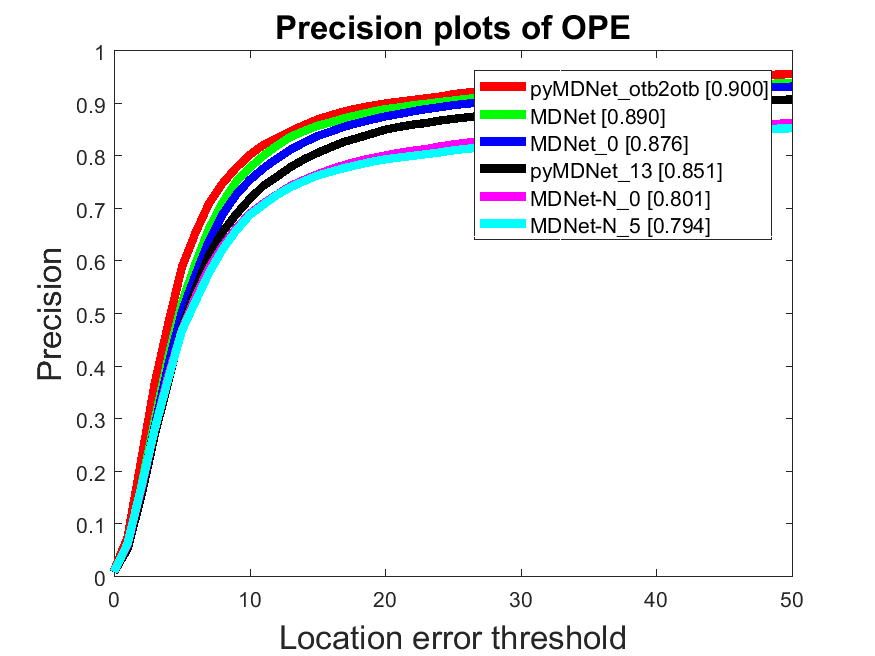 Precision plots of OPE
1
0.9
0.8
0.7
0.6
0.5
0.4
0.3
0.2
0.1
0
Precision
pyMDNet_otb2otb [0.900]
MDNet [0.890]
MDNet_0 [0.876]
pyMDNet_13 [0.851]
MDNet-N_0 [0.801]
MDNet-N_5 [0.794]
0 10 20 30 40 50
Location error threshold